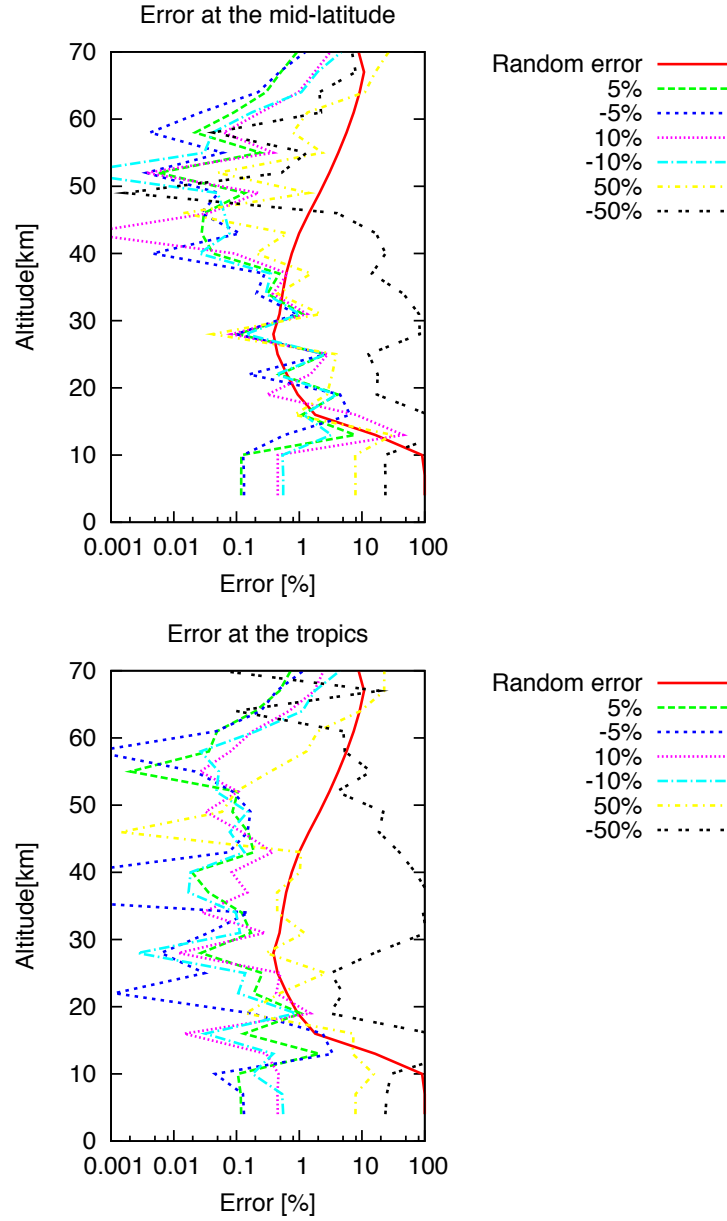 Error at the mid-latitude
70
60
50
40
30
20
10
0
Altitude[km]
0.001 0.01 0.1 1 10 100
Error [%]
Random error
5%
-5%
10%
-10%
50%
-50%
Error at the tropics
70
60
50
40
30
20
10
0
Altitude[km]
0.001 0.01 0.1 1 10 100
Error [%]
Random error
5%
-5%
10%
-10%
50%
-50%